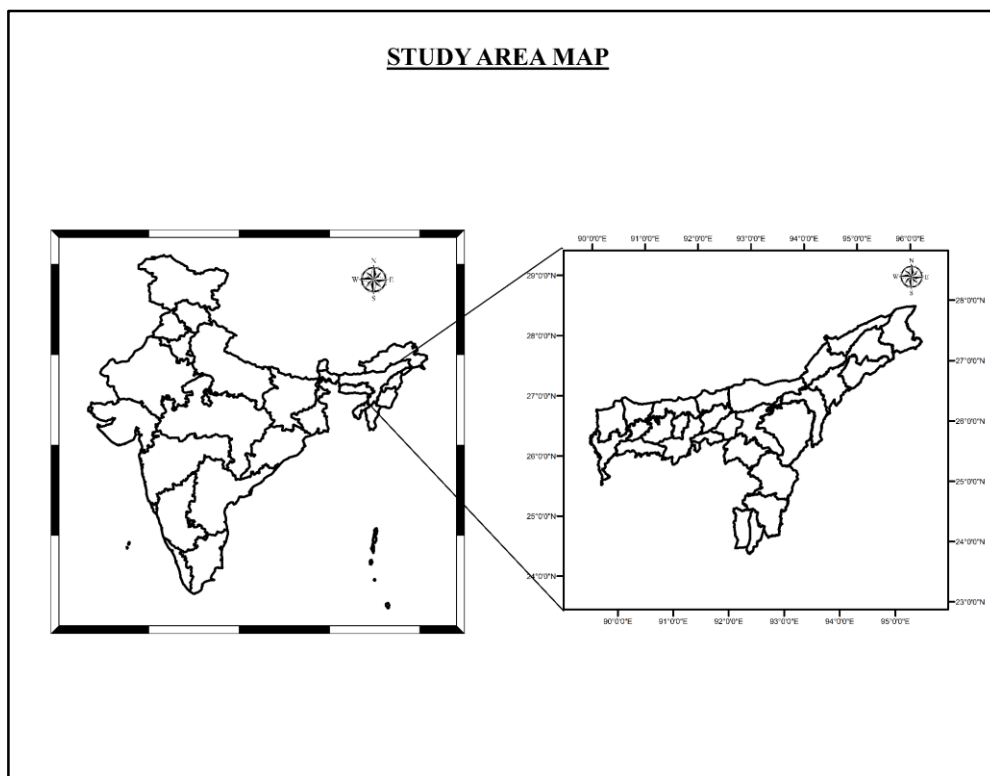 STUDY AREA MAP
N
W E
S
90°0'0"E 91°0'0"E 92°0'0"E 93°0'0"E 94°0'0"E 95°0'0"E 96°0'0"E
N
W E
S
29°0'0"N
28°0'0"N
28°0'0"N
27°0'0"N
27°0'0"N
26°0'0"N
26°0'0"N
25°0'0"N
25°0'0"N
24°0'0"N
24°0'0"N
23°0'0"N
90°0'0"E 91°0'0"E 92°0'0"E 93°0'0"E 94°0'0"E 95°0'0"E